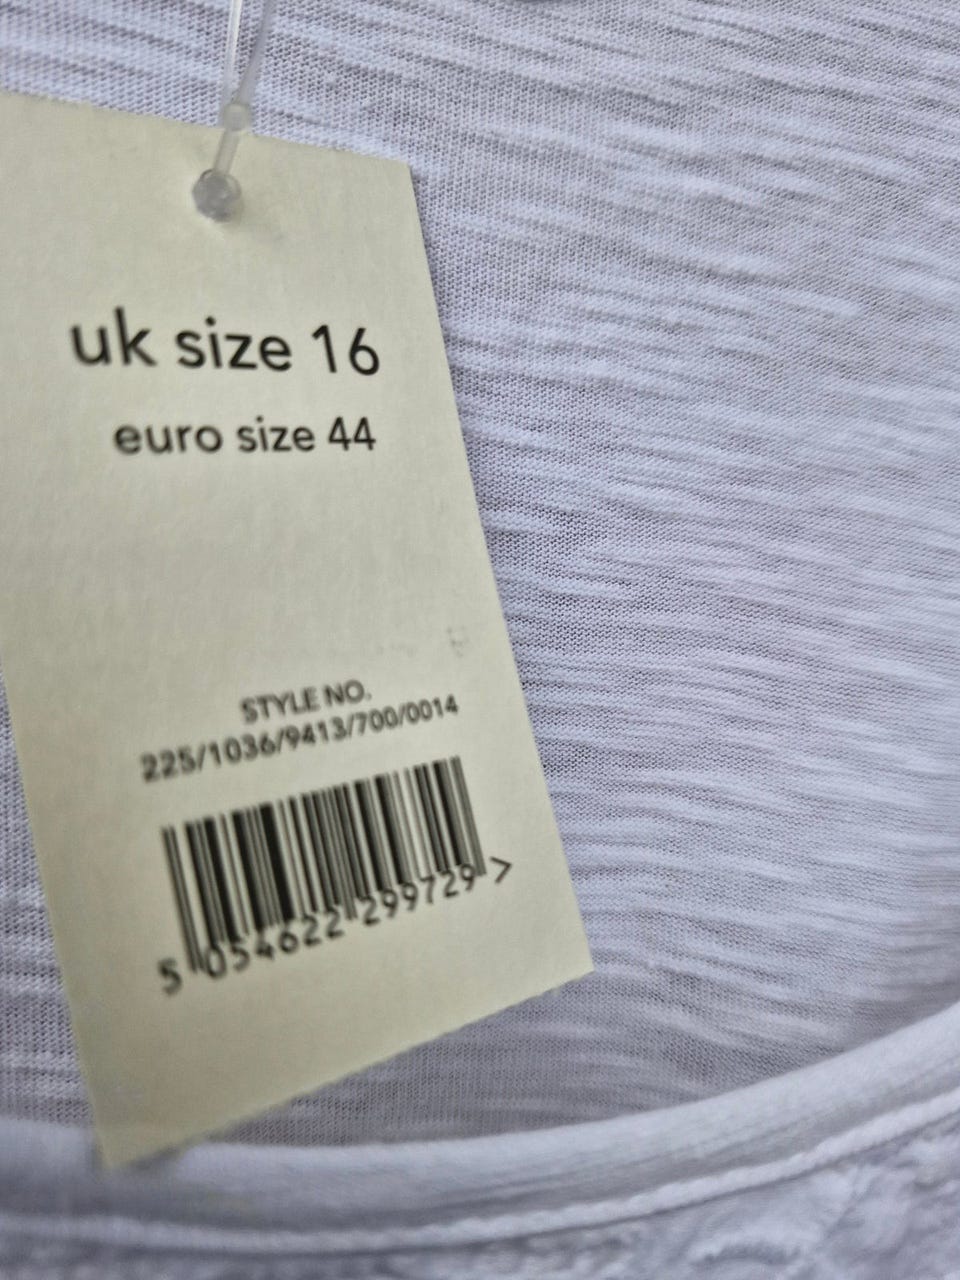 uk size 16
euro size 44
STYLE NO.
225/1036/9413/700/0014
5 054622 299729 >